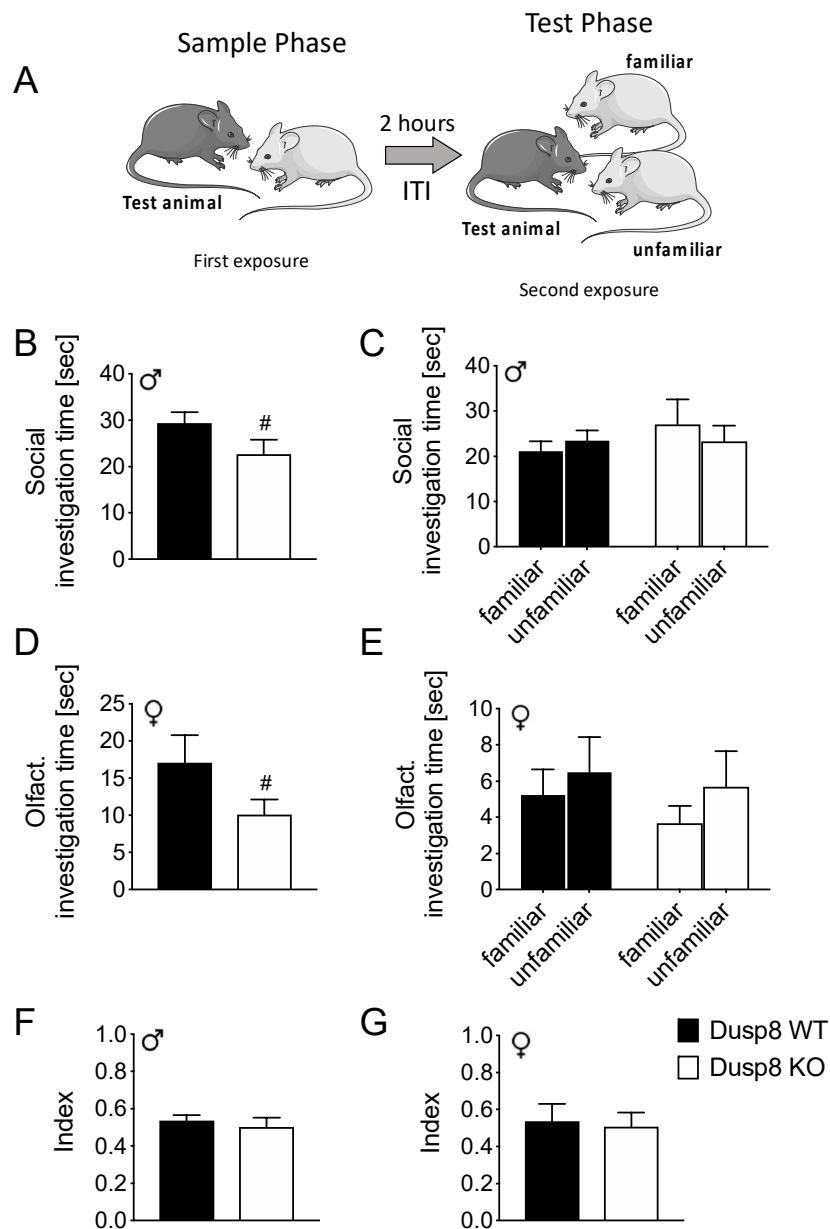 Sample Phase
Test Phase
A
familiar
2 hours
ITI
Test animal
Test animal
unfamiliar
First exposure
Second exposure
B
Social
investigation time [sec]
40
30
20
10
0
♂
#
C
Social
investigation time [sec]
40
30
20
10
0
♂
familiar
unfamiliar
familiar
unfamiliar
D
Olfact.
investigation time [sec]
25
20
15
10
5
0
♀
#
E
Olfact.
investigation time [sec]
10
8
6
4
2
0
♀
familiar
unfamiliar
familiar
unfamiliar
F
Index
1.0
0.8
0.6
0.4
0.2
0.0
♂
G
Index
1.0
0.8
0.6
0.4
0.2
0.0
♀
Dusp8 WT
Dusp8 KO